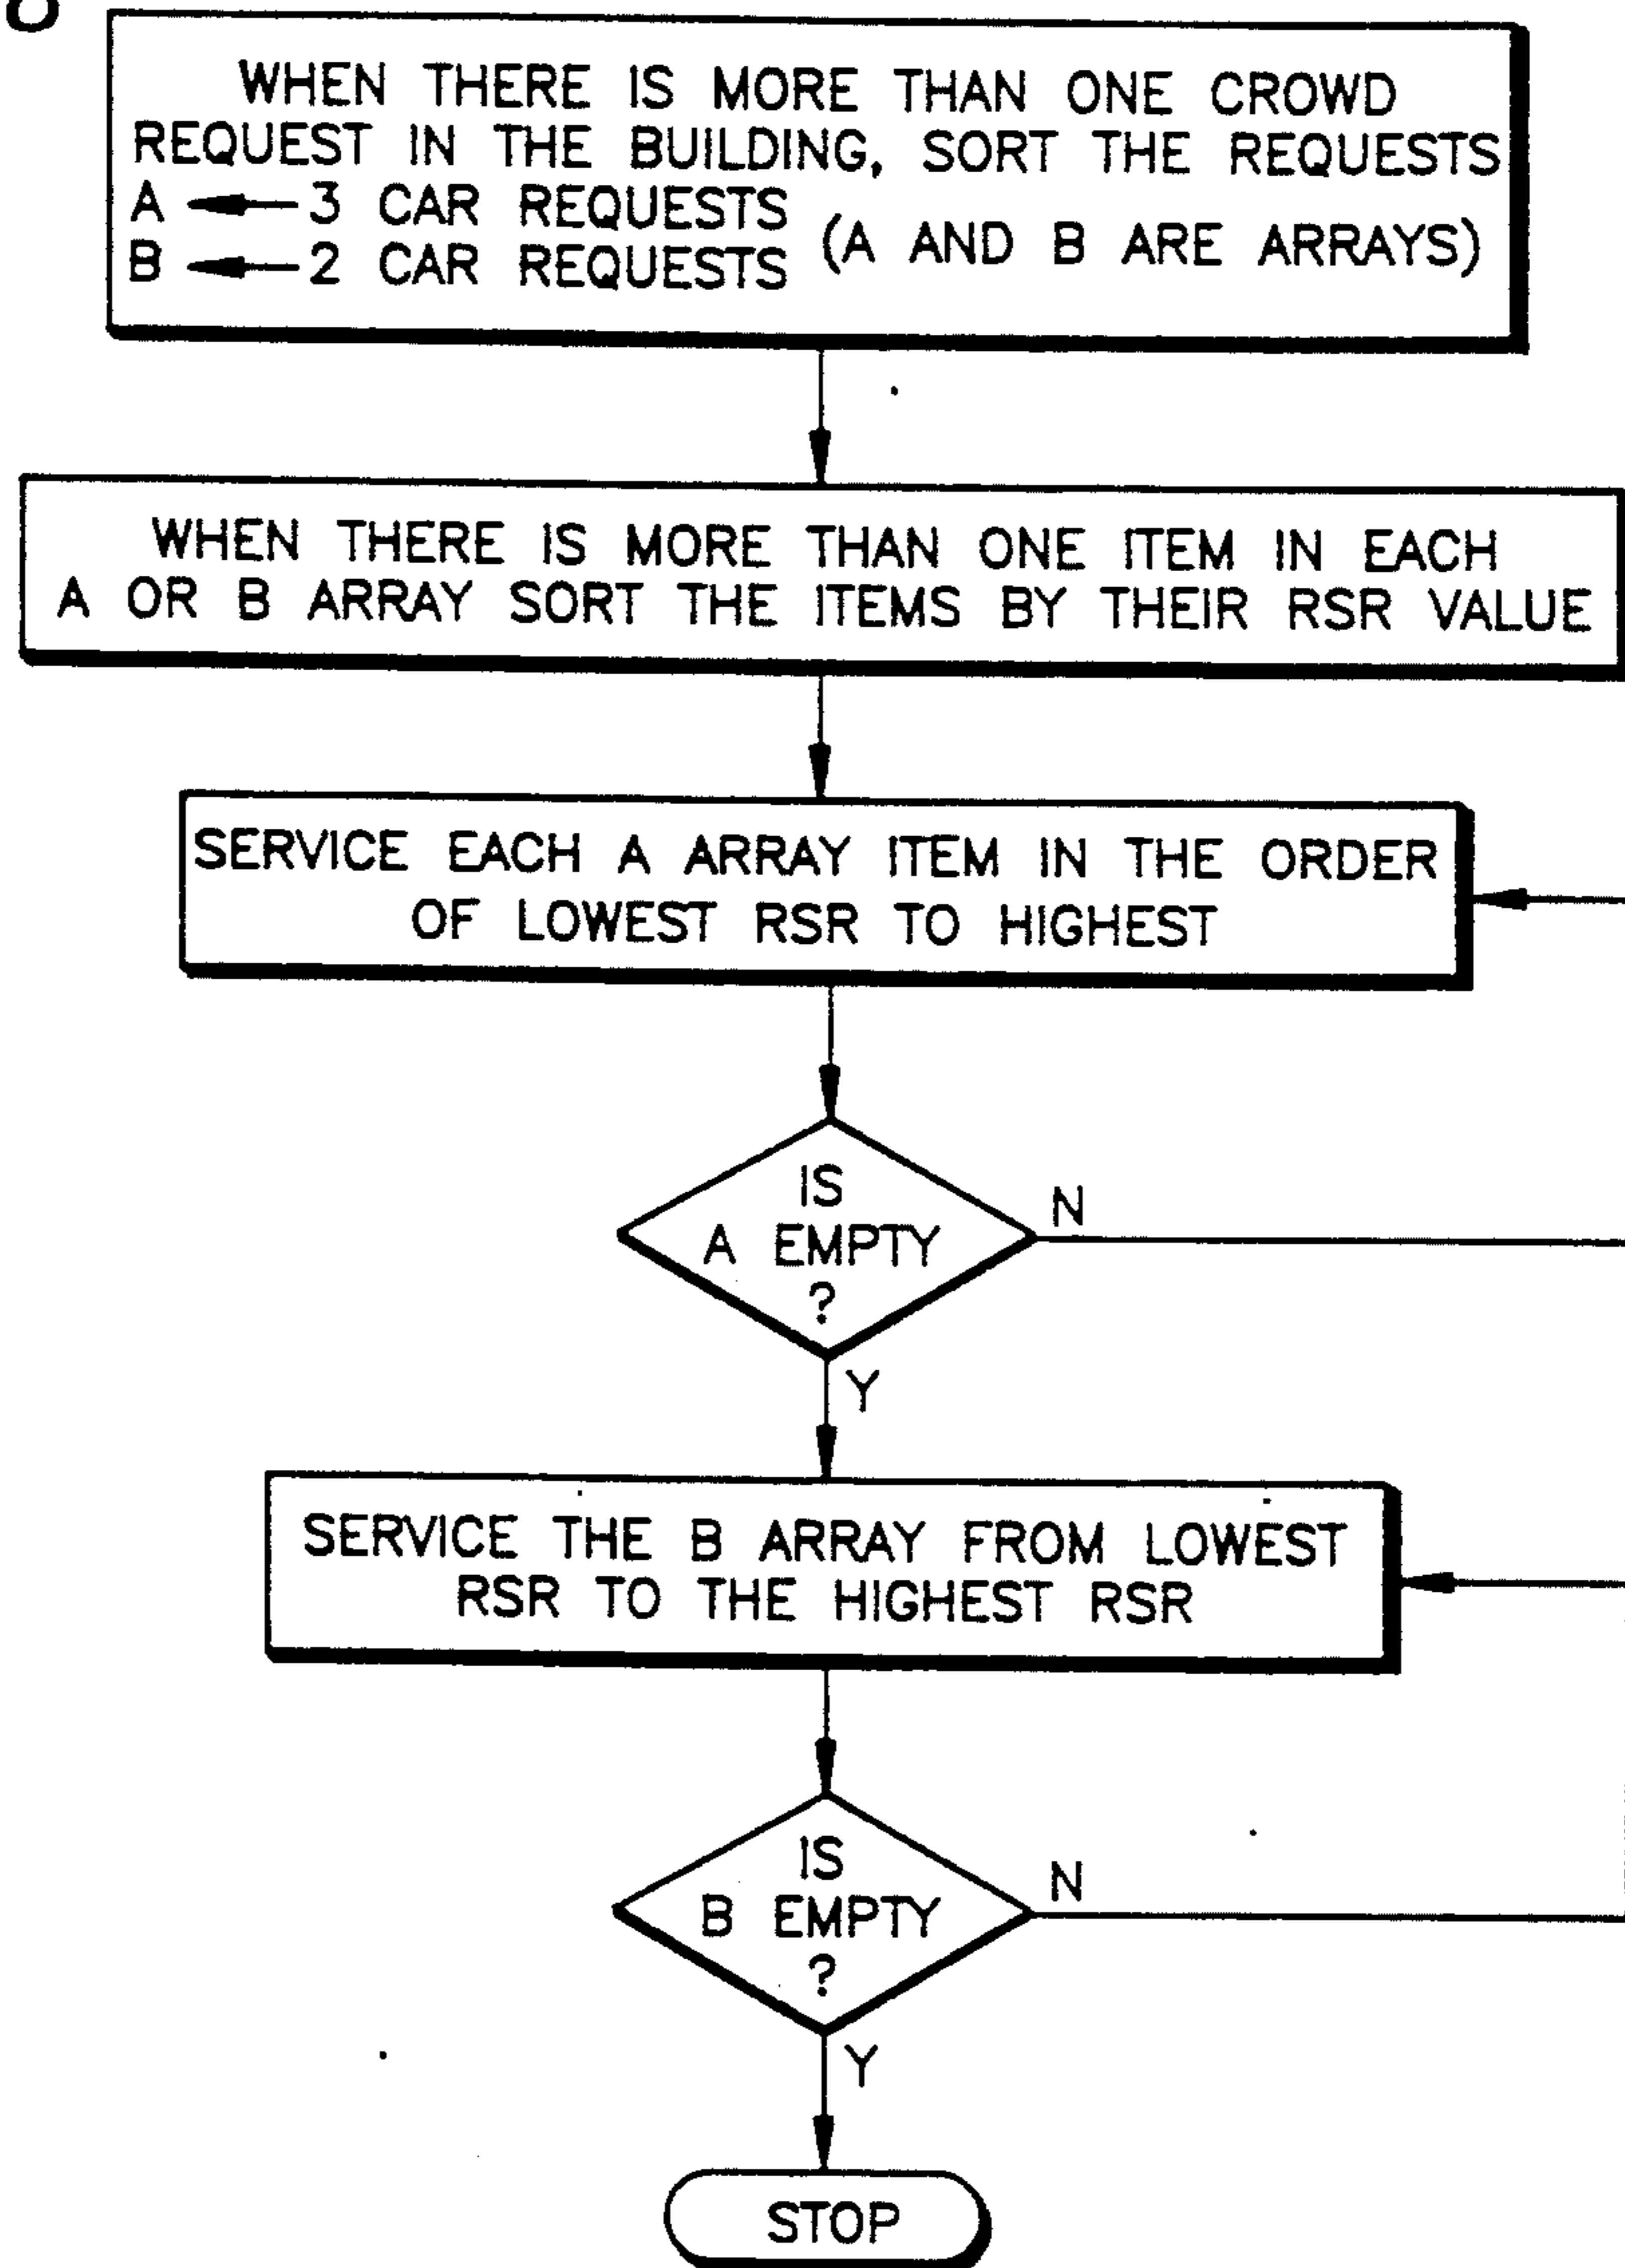 WHEN THERE IS MORE THAN ONE CROWD
REQUEST IN THE BUILDING, SORT THE REQUESTS
A ← 3 CAR REQUESTS
B ← 2 CAR REQUESTS
(A AND B ARE ARRAYS)
WHEN THERE IS MORE THAN ONE ITEM IN EACH
A OR B ARRAY SORT THE ITEMS BY THEIR RSR VALUE
SERVICE EACH A ARRAY ITEM IN THE ORDER
OF LOWEST RSR TO HIGHEST
IS
A EMPTY
?
N
Y
SERVICE THE B ARRAY FROM LOWEST
RSR TO THE HIGHEST RSR
IS
B EMPTY
?
N
Y
STOP